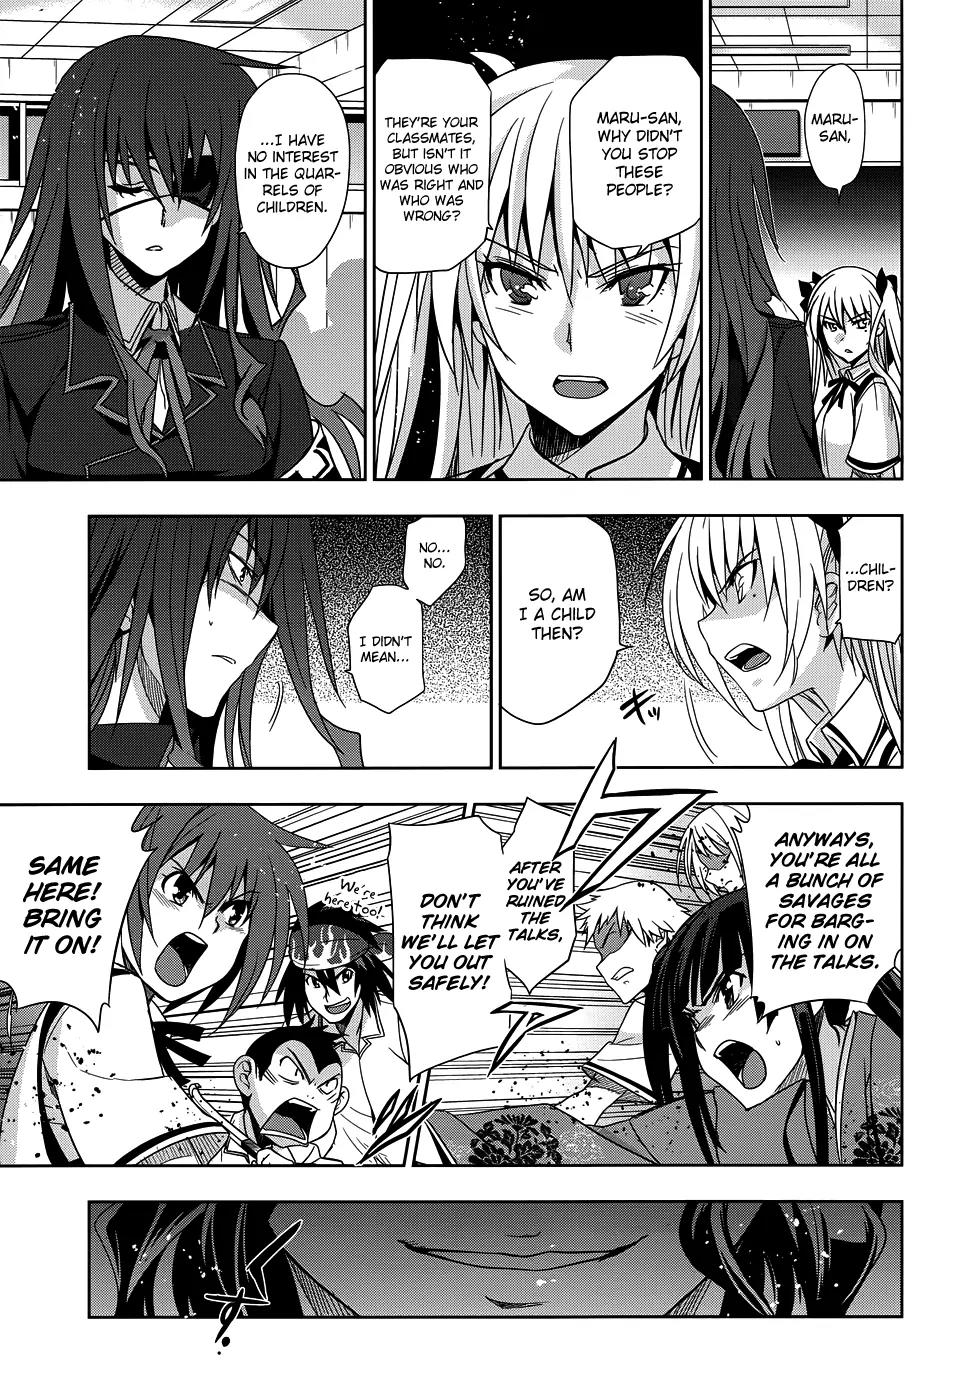 MARU-
SAN,
MARU-SAN,
WHY DIDN'T
YOU STOP
THESE
PEOPLE?
THEY'RE YOUR
CLASSMATES,
BUT ISN'T IT
OBVIOUS WHO
WAS RIGHT AND
WHO WAS
WRONG?
...I HAVE
NO INTEREST
IN THE QUAR-
RELS OF
CHILDREN.
...CHIL-
DREN?
SO, AM
I A CHILD
THEN?
キッ
NO...
NO.
I DIDN'T
MEAN...
ANYWAYS,
YOU'RE ALL
A BUNCH OF
SAVAGES
FOR BARG-
ING IN ON
THE TALKS.
AFTER
YOU'VE
RUINED
THE
TALKS,
DON'T
THINK
WE'LL LET
YOU OUT
SAFELY!
We're
here too!
SAME
HERE!
BRING
IT ON!